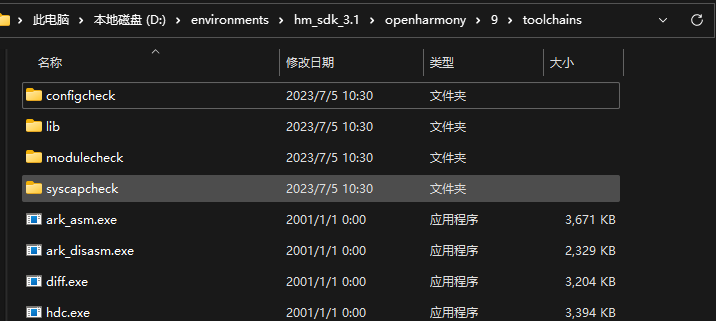 此电脑 > 本地磁盘 (D:) > environments > hm_sdk_3.1 > openharmony > 9 > toolchains
名称 修改日期 类型 大小
configcheck 2023/7/5 10:30 文件夹
lib 2023/7/5 10:30 文件夹
modulecheck 2023/7/5 10:30 文件夹
syscapcheck 2023/7/5 10:30 文件夹
ark_asm.exe 2001/1/1 0:00 应用程序 3,671 KB
ark_disasm.exe 2001/1/1 0:00 应用程序 2,329 KB
diff.exe 2001/1/1 0:00 应用程序 3,204 KB
hdc.exe 2001/1/1 0:00 应用程序 3,394 KB